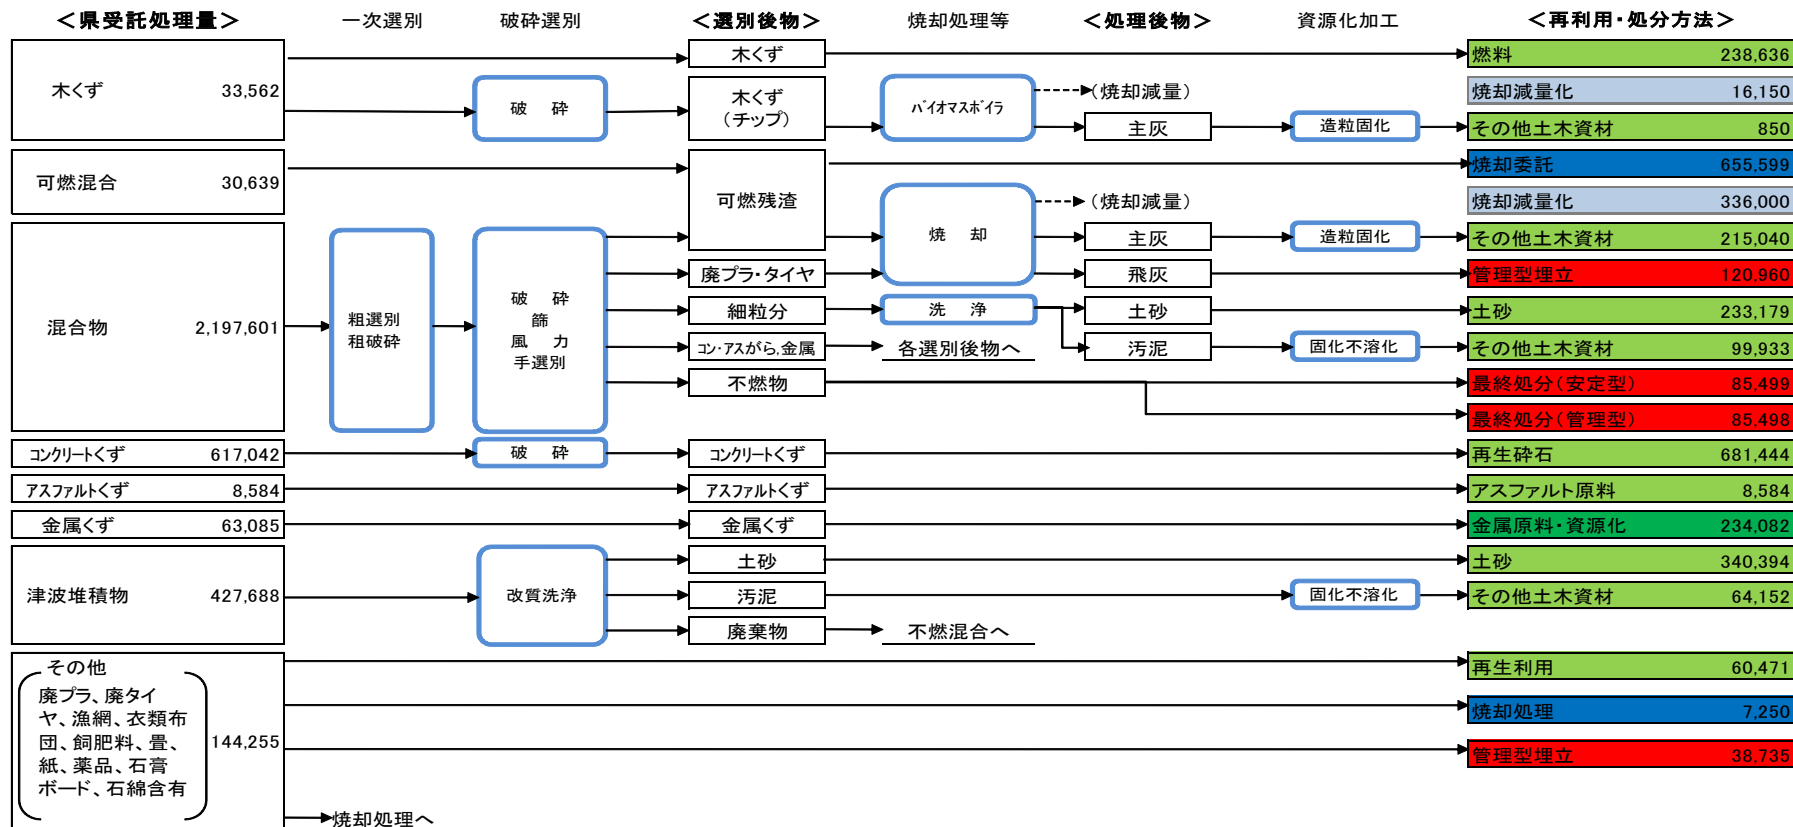 ＜県受託処理量＞ 一次選別 破砕選別 ＜選別後物＞ 焼却処理等 ＜処理後物＞ 資源化加工 ＜再利用・処分方法＞
木くず 燃料 238,636
木くず 33,562 破　砕 木くず (焼却減量) 焼却減量化 16,150
(チップ) バイオマスボイラ 主灰 造粒固化 その他土木資材 850
可燃混合 30,639 焼却委託 655,599
可燃残渣 (焼却減量) 焼却減量化 336,000
焼　却 主灰 造粒固化 その他土木資材 215,040
廃プラ・タイヤ 飛灰 管理型埋立 120,960
混合物 2,197,601 粗選別 破　砕 細粒分 洗　浄 土砂 土砂 233,179
粗破砕 篩
風　力 コン・アスがら,金属 各選別後物へ 汚泥 固化不溶化 その他土木資材 99,933
手選別 不燃物 最終処分(安定型) 85,499
最終処分(管理型) 85,498
コンクリートくず 617,042 破　砕 コンクリートくず 再生砕石 681,444
アスファルトくず 8,584 アスファルトくず アスファルト原料 8,584
金属くず 63,085 金属くず 金属原料・資源化 234,082
土砂 土砂 340,394
津波堆積物 427,688 改質洗浄 汚泥 固化不溶化 その他土木資材 64,152
廃棄物 不燃混合へ
その他 再生利用 60,471
廃プラ、廃タイ
ヤ、漁網、衣類布 焼却処理 7,250
団、飼肥料、畳、 144,255
紙、薬品、石膏 管理型埋立 38,735
ボード、石綿含有
焼却処理へ